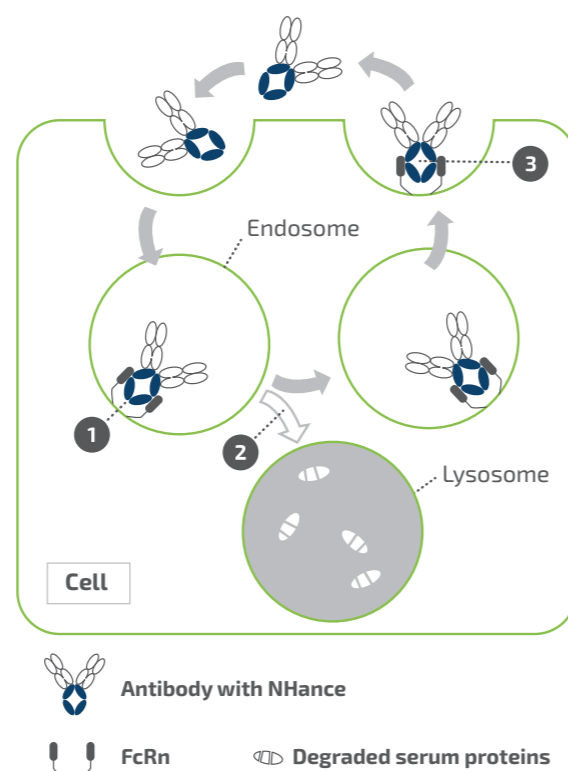 3
Endosome
1
2
Lysosome
Cell
Antibody with NHance
FcRn
Degraded serum proteins